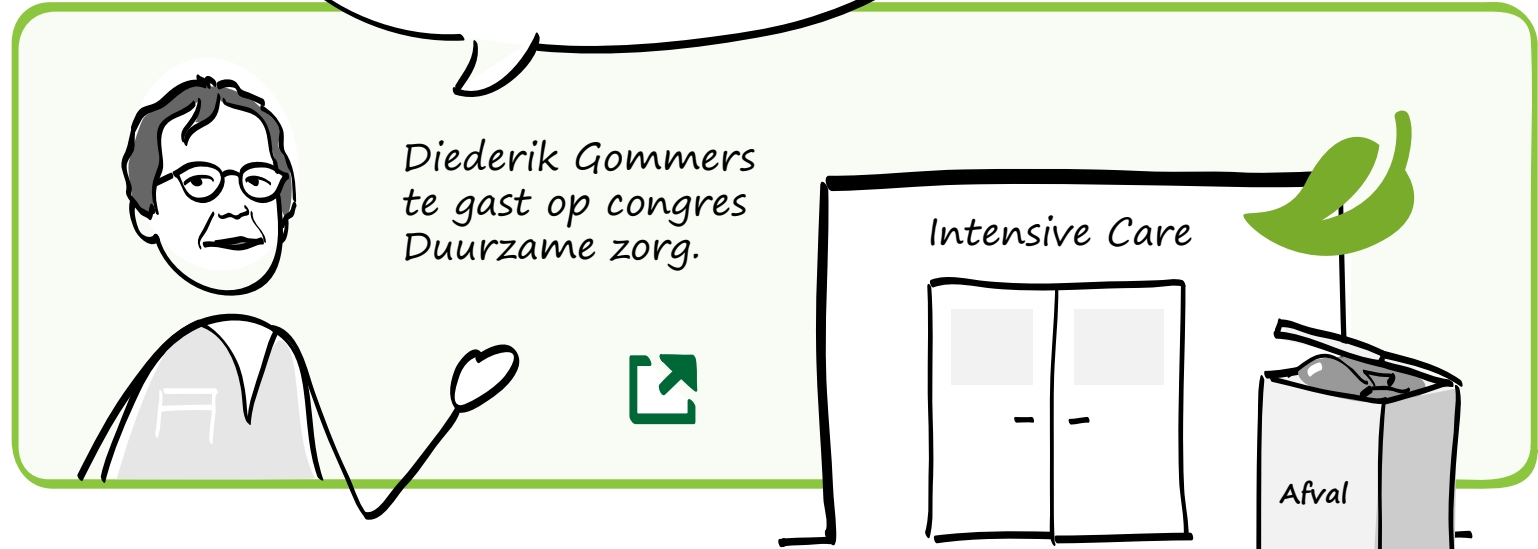 Diederik Gommers
te gast op congres
Duurzame zorg.
Intensive Care
Afval